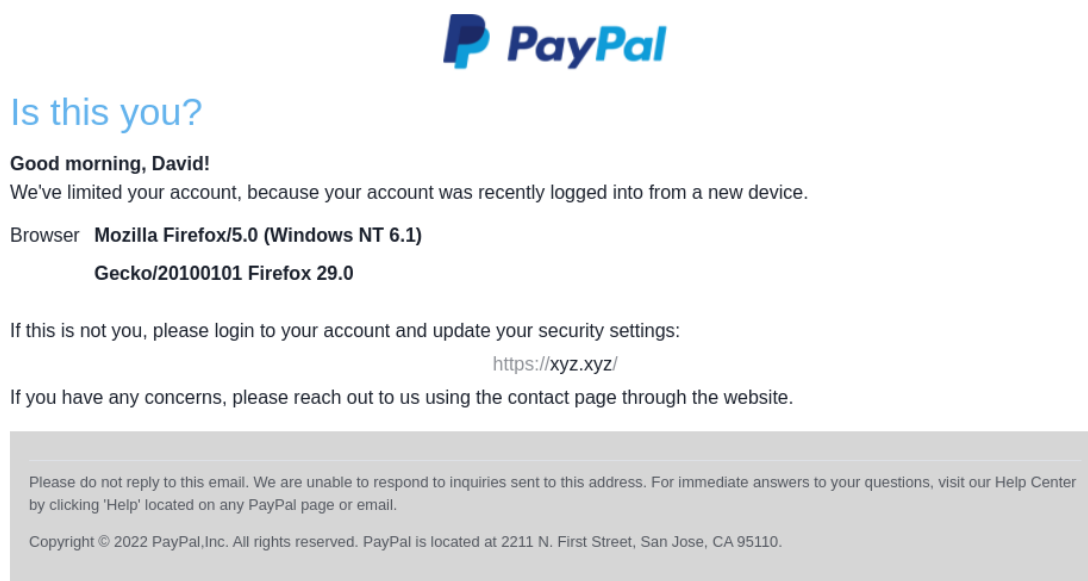 PayPal
Is this you?
Good morning, David!
We've limited your account, because your account was recently logged into from a new device.
Browser Mozilla Firefox/5.0 (Windows NT 6.1)
Gecko/20100101 Firefox 29.0
If this is not you, please login to your account and update your security settings:
https://xyz.xyz/
If you have any concerns, please reach out to us using the contact page through the website.
Please do not reply to this email. We are unable to respond to inquiries sent to this address. For immediate answers to your questions, visit our Help Center
by clicking 'Help' located on any PayPal page or email.
Copyright © 2022 PayPal,Inc. All rights reserved. PayPal is located at 2211 N. First Street, San Jose, CA 95110.